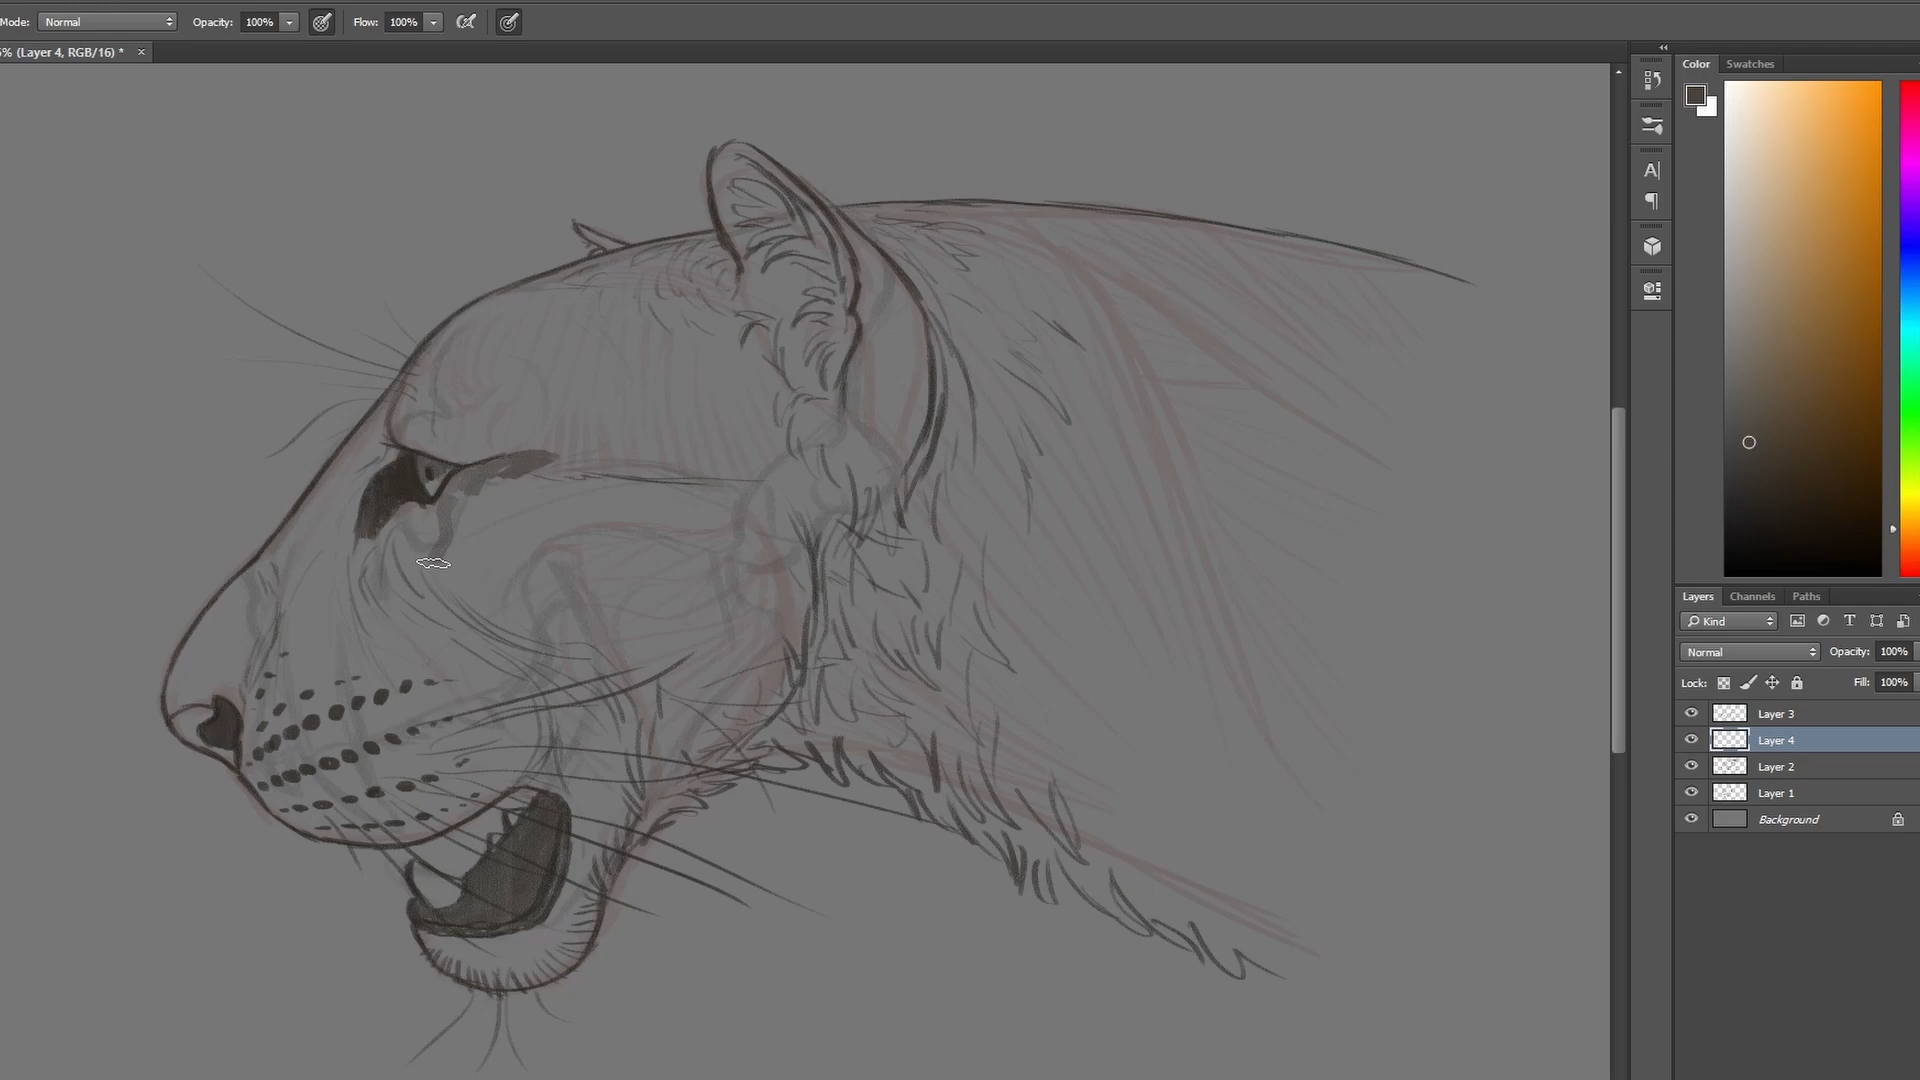 Mode: Normal Opacity: 100% Flow: 100%
% (Layer 4, RGB/16) * ×
Color Swatches
A|
Layers Channels Paths
Kind
Normal Opacity: 100%
Lock: Fill: 100%
Layer 3
Layer 4
Layer 2
Layer 1
Background